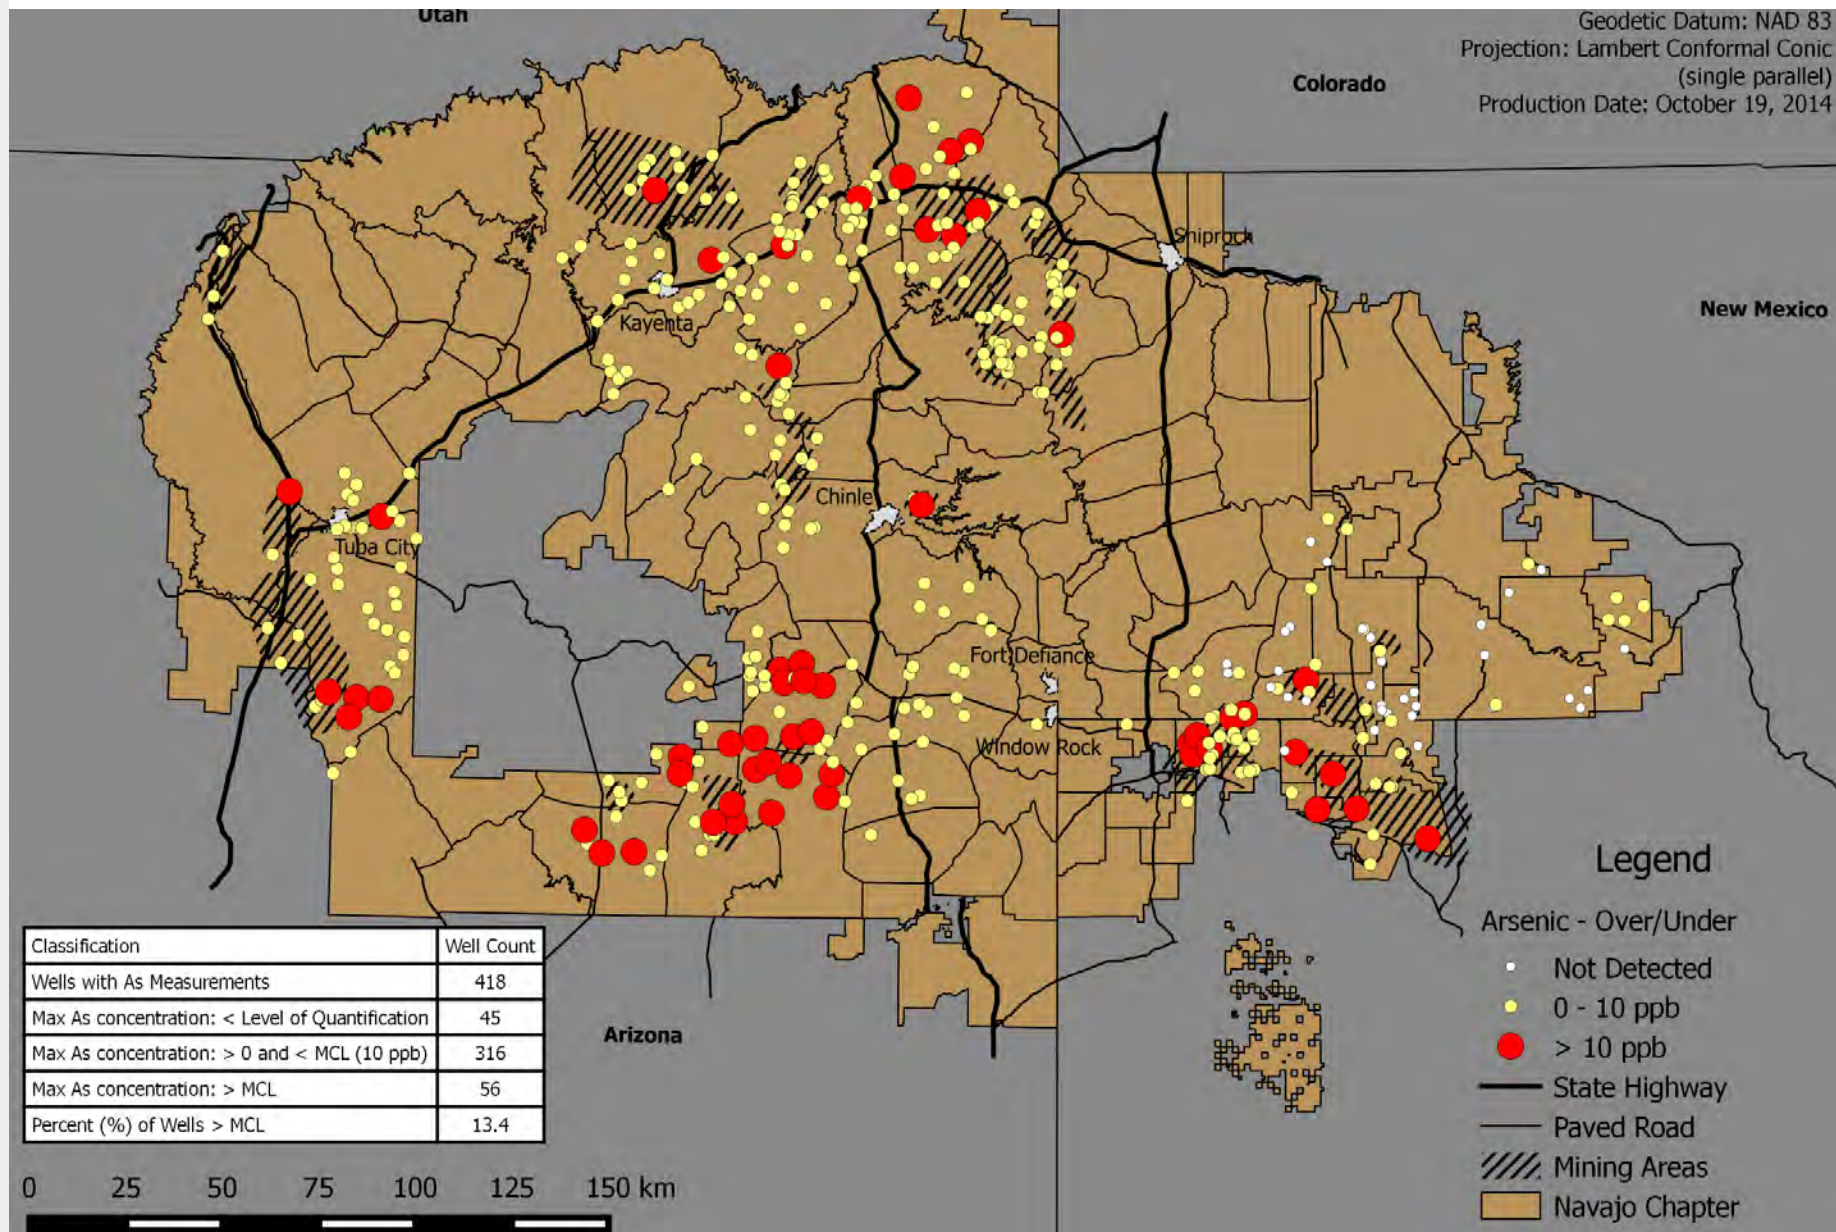 Utah
Geodetic Datum: NAD 83
Projection: Lambert Conformal Conic
(single parallel)
Production Date: October 19, 2014
Colorado
Shiprock
New Mexico
Kayenta
Chinle
Tuba City
Fort Defiance
Window Rock
Arizona
Classification Well Count
Wells with As Measurements 418
Max As concentration: < Level of Quantification 45
Max As concentration: > 0 and < MCL (10 ppb) 316
Max As concentration: > MCL 56
Percent (%) of Wells > MCL 13.4
Legend
Arsenic - Over/Under
Not Detected
0 - 10 ppb
> 10 ppb
State Highway
Paved Road
Mining Areas
Navajo Chapter
0 25 50 75 100 125 150 km